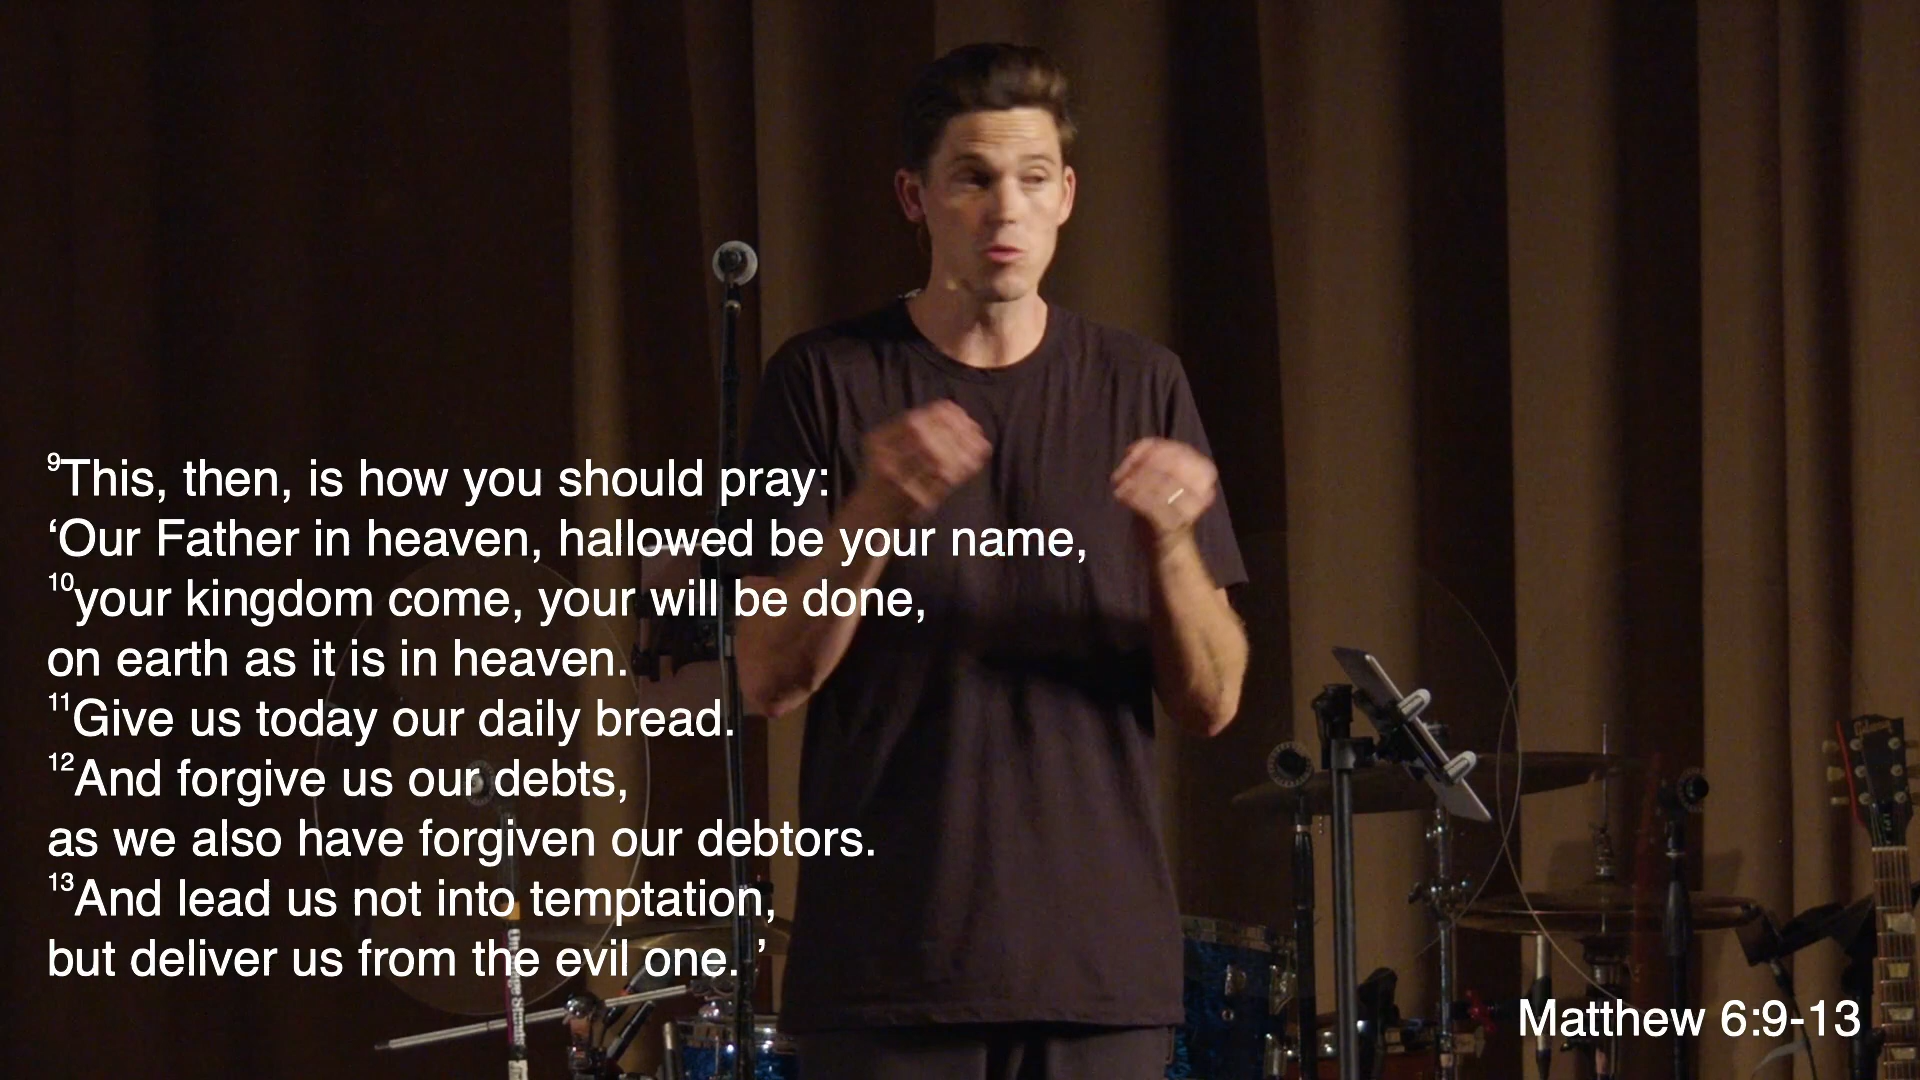 ⁹This, then, is how you should pray:
‘Our Father in heaven, hallowed be your name,
¹⁰your kingdom come, your will be done,
on earth as it is in heaven.
¹¹Give us today our daily bread.
¹²And forgive us our debts,
as we also have forgiven our debtors.
¹³And lead us not into temptation,
but deliver us from the evil one. ’
Matthew 6:9-13
Gibson